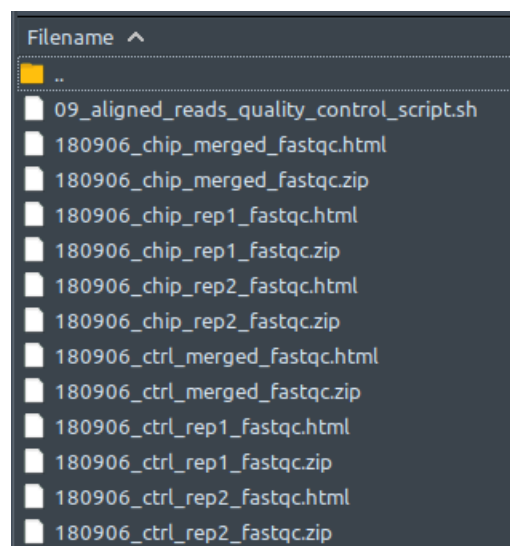 Filename
..
09_aligned_reads_quality_control_script.sh
180906_chip_merged_fastqc.html
180906_chip_merged_fastqc.zip
180906_chip_rep1_fastqc.html
180906_chip_rep1_fastqc.zip
180906_chip_rep2_fastqc.html
180906_chip_rep2_fastqc.zip
180906_ctrl_merged_fastqc.html
180906_ctrl_merged_fastqc.zip
180906_ctrl_rep1_fastqc.html
180906_ctrl_rep1_fastqc.zip
180906_ctrl_rep2_fastqc.html
180906_ctrl_rep2_fastqc.zip